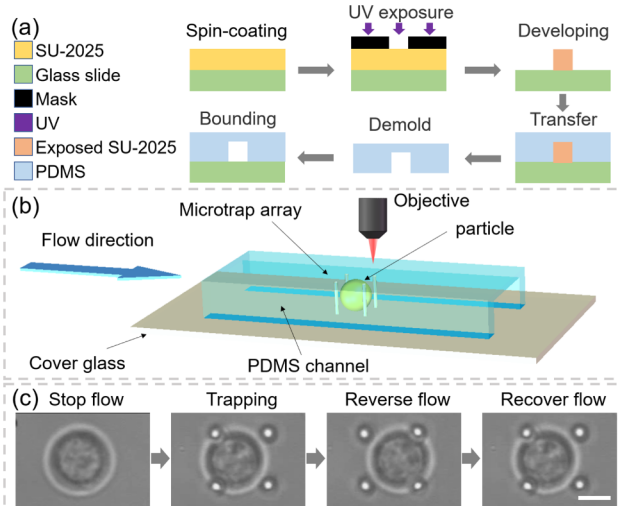 (a)
SU-2025
Glass slide
Mask
UV
Exposed SU-2025
PDMS
Spin-coating
UV exposure
Developing
Bounding
Demold
Transfer
(b)
Flow direction
Microtrap array
Objective
particle
Cover glass
PDMS channel
(c)
Stop flow
Trapping
Reverse flow
Recover flow